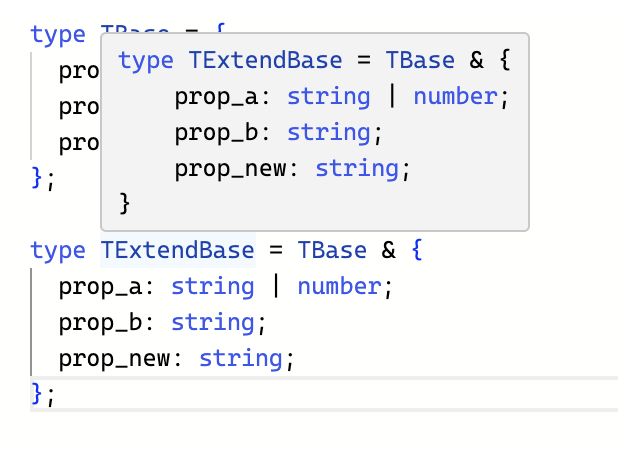 type TBase = {
pro
pro
pro
};
type TExtendBase = TBase & {
prop_a: string | number;
prop_b: string;
prop_new: string;
}
type TExtendBase = TBase & {
prop_a: string | number;
prop_b: string;
prop_new: string;
};